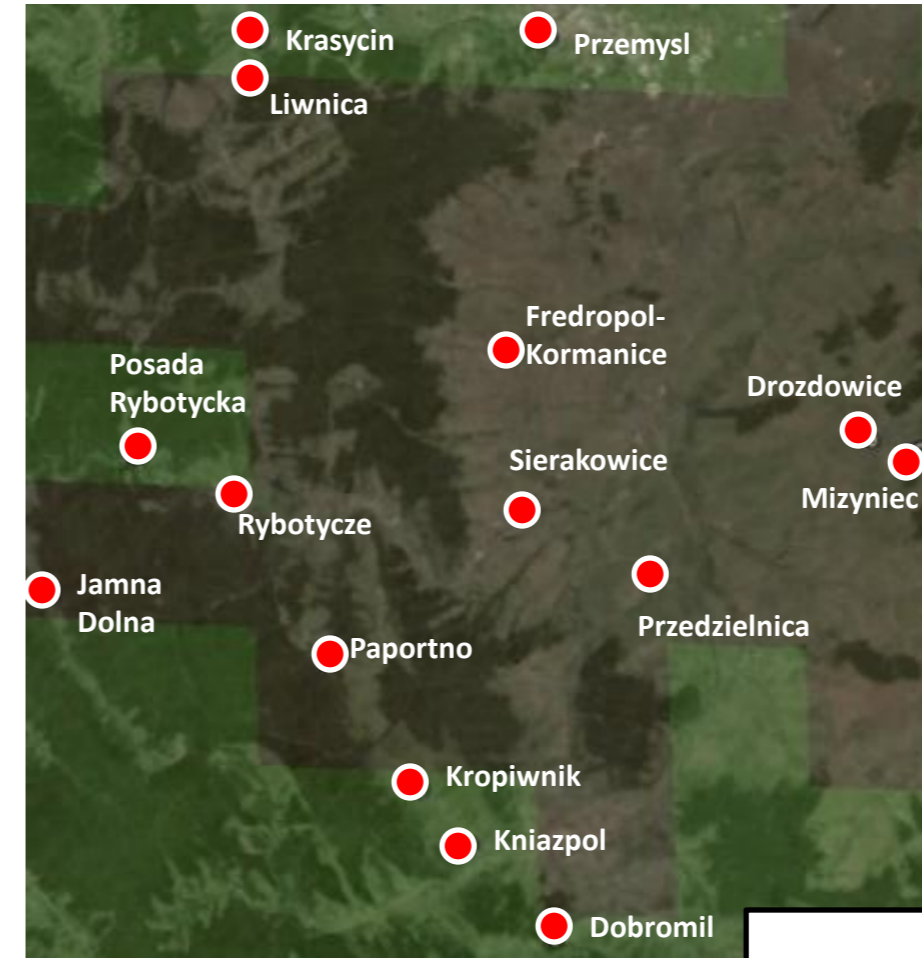 Krasycin
Przemysl
Liwnica
Fredropol-
Kormanice
Posada
Rybotycka
Drozdowice
Sierakowice
Mizyniec
Rybotycze
Jamna
Dolna
Przedzielnica
Paportno
Kropiwnik
Kniazpol
Dobromil